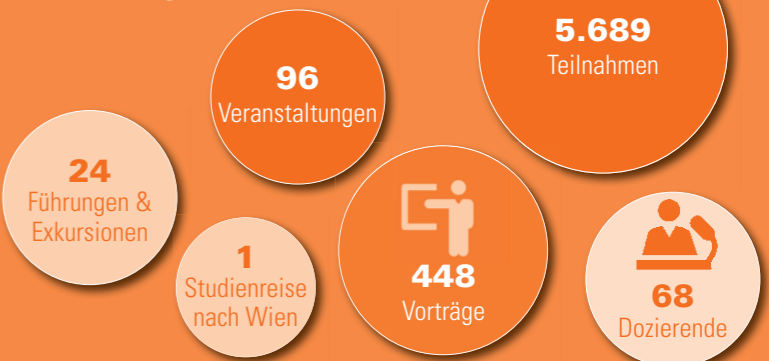 5.689
Teilnahmen
96
Veranstaltungen
24
Führungen &
Exkursionen
1
Studienreise
nach Wien
448
Vorträge
68
Dozierende